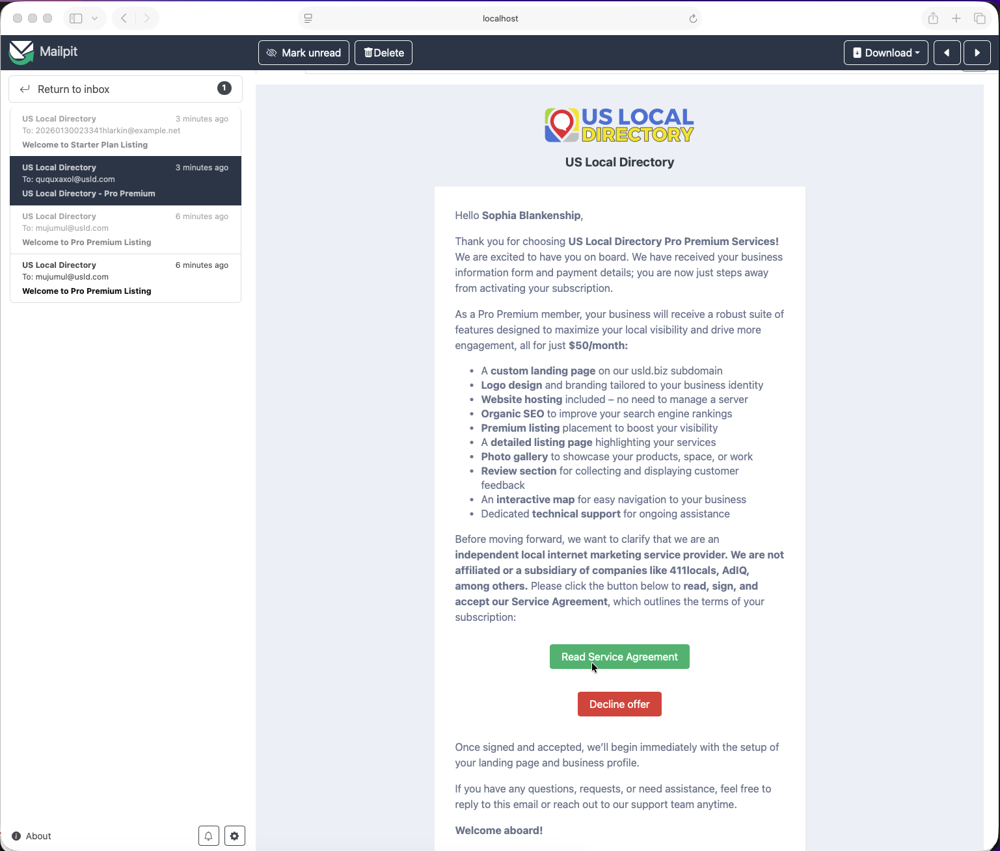 localhost
Mailpit
Mark unread
Delete
Download
Return to inbox
1
US Local Directory 3 minutes ago
To: 20260130023341hlarkin@example.net
Welcome to Starter Plan Listing
US Local Directory 3 minutes ago
To: ququxaxol@usld.com
US Local Directory - Pro Premium
US Local Directory 6 minutes ago
To: mujumul@usld.com
Welcome to Pro Premium Listing
US Local Directory 6 minutes ago
To: mujumul@usld.com
Welcome to Pro Premium Listing
About
US LOCAL
DIRECTORY
US Local Directory
Hello Sophia Blankenship,
Thank you for choosing US Local Directory Pro Premium Services!
We are excited to have you on board. We have received your business
information form and payment details; you are now just steps away
from activating your subscription.
As a Pro Premium member, your business will receive a robust suite of
features designed to maximize your local visibility and drive more
engagement, all for just $50/month:
• A custom landing page on our usld.biz subdomain
• Logo design and branding tailored to your business identity
• Website hosting included – no need to manage a server
• Organic SEO to improve your search engine rankings
• Premium listing placement to boost your visibility
• A detailed listing page highlighting your services
• Photo gallery to showcase your products, space, or work
• Review section for collecting and displaying customer
feedback
• An interactive map for easy navigation to your business
• Dedicated technical support for ongoing assistance
Before moving forward, we want to clarify that we are an
independent local internet marketing service provider. We are not
affiliated or a subsidiary of companies like 411locals, AdIQ,
among others. Please click the button below to read, sign, and
accept our Service Agreement, which outlines the terms of your
subscription:
Read Service Agreement
Decline offer
Once signed and accepted, we’ll begin immediately with the setup of
your landing page and business profile.
If you have any questions, requests, or need assistance, feel free to
reply to this email or reach out to our support team anytime.
Welcome aboard!